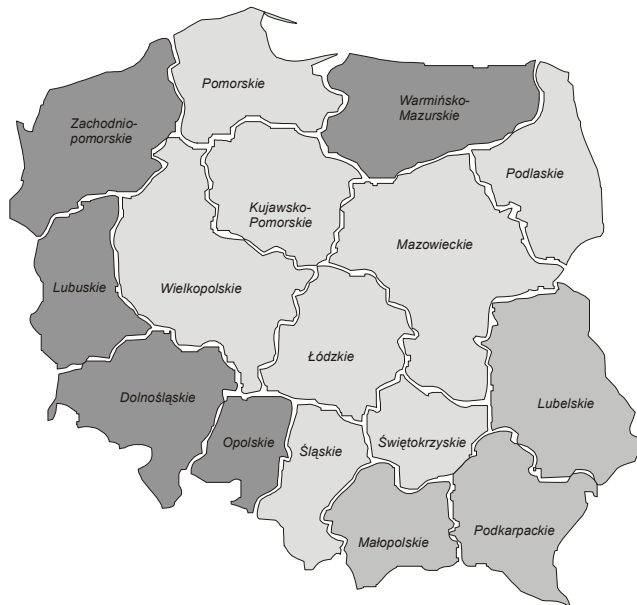 Pomorskie
Warmińsko-
Mazurskie
Zachodnio-
pomorskie
Podlaskie
Kujawsko-
Pomorskie
Mazowieckie
Lubuskie
Wielkopolskie
Łódzkie
Dolnośląskie
Lubelskie
Opolskie
Śląskie
Świętokrzyskie
Małopolskie
Podkarpackie